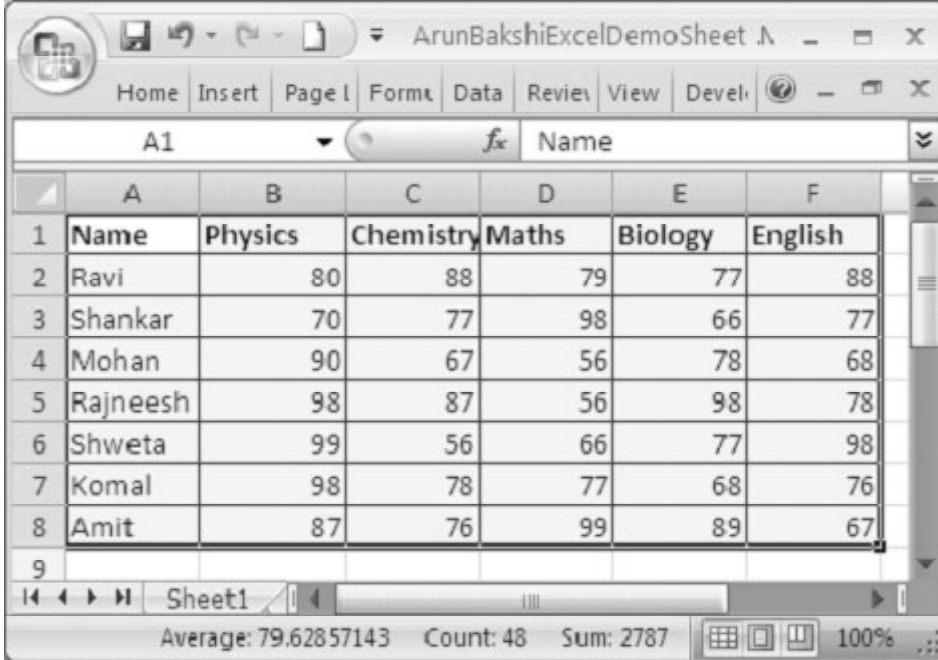 ArunBakshiExcelDemoSheet
Home Insert Page l Formu Data Review View Develo
A1 fx Name
A B C D E F
1 Name Physics Chemistry Maths Biology English
2 Ravi 80 88 79 77 88
3 Shankar 70 77 98 66 77
4 Mohan 90 67 56 78 68
5 Rajneesh 98 87 56 98 78
6 Shweta 99 56 66 77 98
7 Komal 98 78 77 68 76
8 Amit 87 76 99 89 67
9
Sheet1
Average: 79.62857143 Count: 48 Sum: 2787 100%